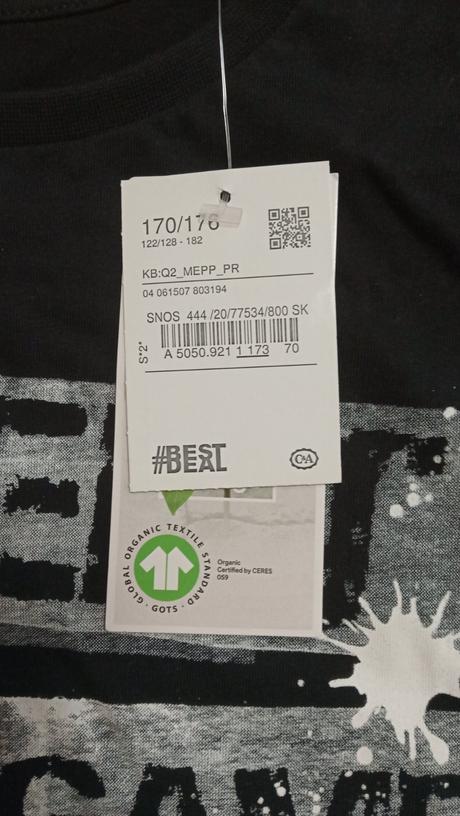 170/176
122/128 - 182
KB:Q2_MEPP_PR
04 061507 803194
SNOS 444 /20/77534/800 SK
S*2*
A 5050.921 1 173 70
#BEST
DEAL
C&A
GLOBAL ORGANIC TEXTILE STANDARD · GOTS ·
Organic
Certified by CERES
059